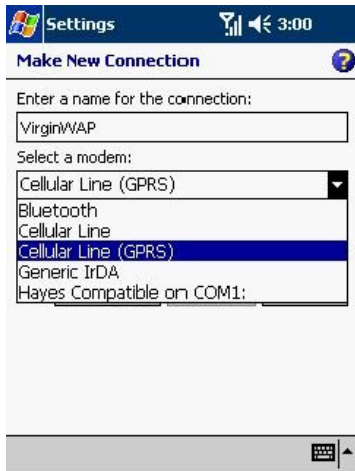 Settings 3:00
Make New Connection ?
Enter a name for the connection:
VirginWAP
Select a modem:
Cellular Line (GPRS)
Bluetooth
Cellular Line
Cellular Line (GPRS)
Generic IrDA
Hayes Compatible on COM1: